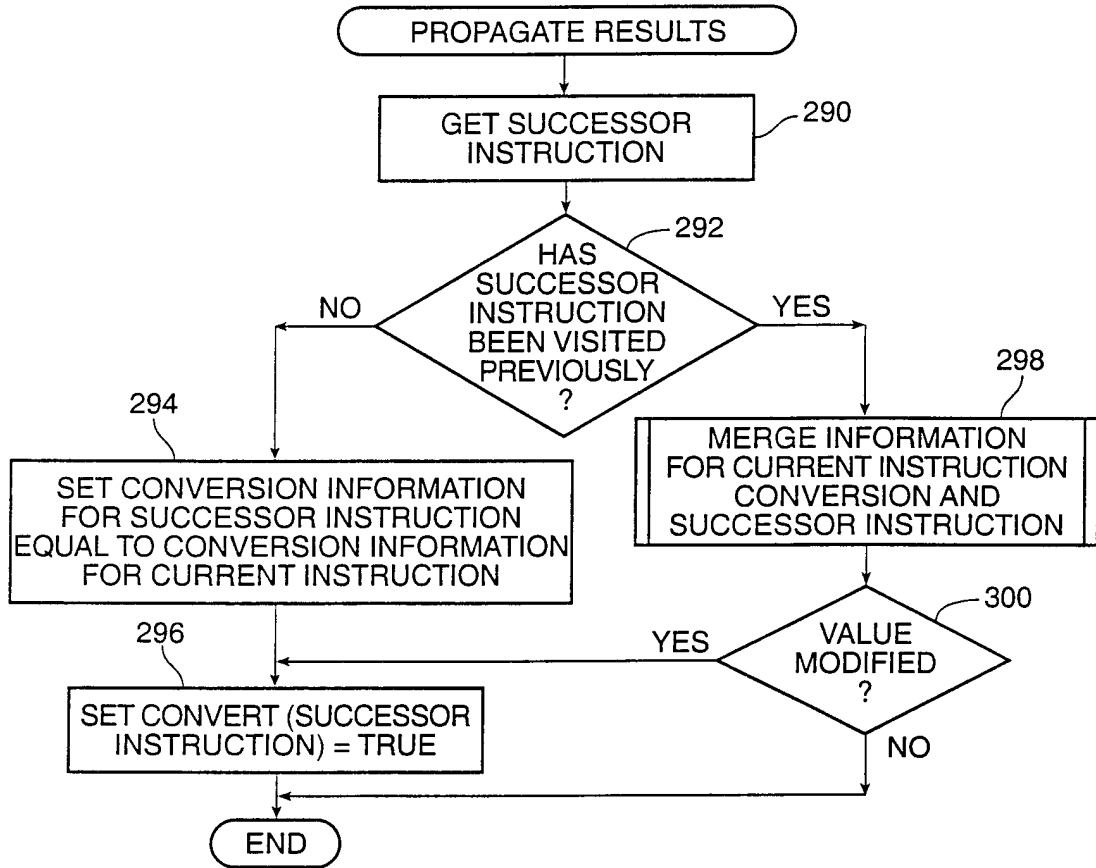 PROPAGATE RESULTS
GET SUCCESSOR
INSTRUCTION
290
HAS
SUCCESSOR
INSTRUCTION
BEEN VISITED
PREVIOUSLY
?
292
NO
YES
294
SET CONVERSION INFORMATION
FOR SUCCESSOR INSTRUCTION
EQUAL TO CONVERSION INFORMATION
FOR CURRENT INSTRUCTION
298
MERGE INFORMATION
FOR CURRENT INSTRUCTION
CONVERSION AND
SUCCESSOR INSTRUCTION
300
VALUE
MODIFIED
?
YES
NO
296
SET CONVERT (SUCCESSOR
INSTRUCTION) = TRUE
END